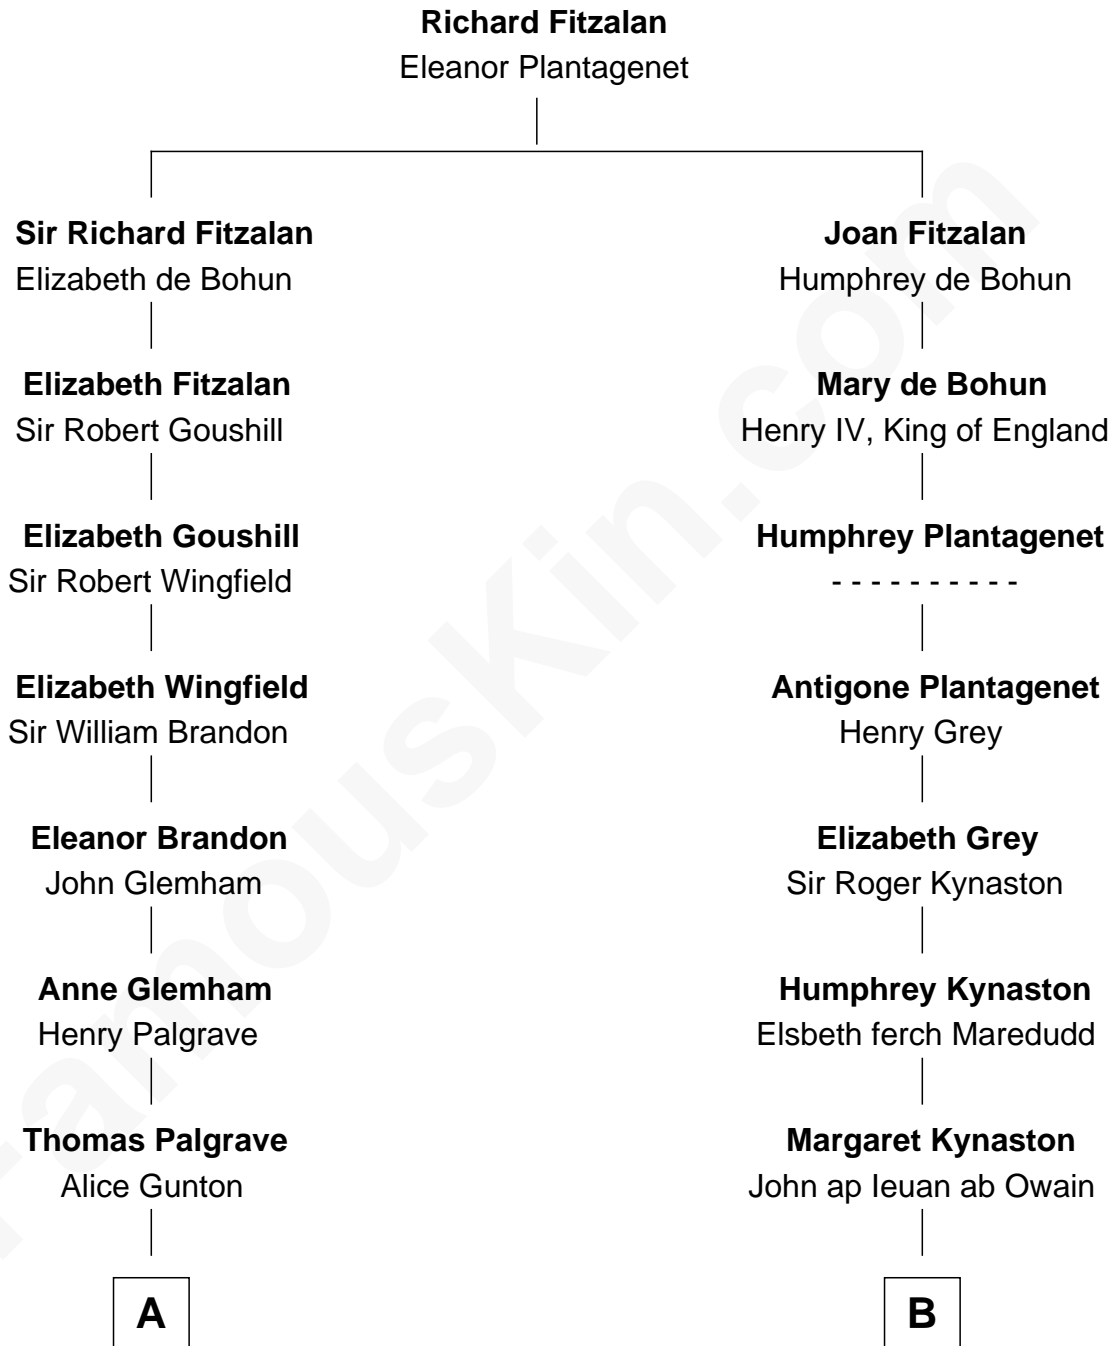 Richard Fitzalan
Eleanor Plantagenet
Sir Richard Fitzalan
Elizabeth de Bohun
Joan Fitzalan
Humphrey de Bohun
Elizabeth Fitzalan
Sir Robert Goushill
Mary de Bohun
Henry IV, King of England
Elizabeth Goushill
Sir Robert Wingfield
Humphrey Plantagenet
- - - - - - - - - -
Elizabeth Wingfield
Sir William Brandon
Antigone Plantagenet
Henry Grey
Eleanor Brandon
John Glemham
Elizabeth Grey
Sir Roger Kynaston
Anne Glemham
Henry Palgrave
Humphrey Kynaston
Elsbeth ferch Maredudd
Thomas Palgrave
Alice Gunton
Margaret Kynaston
John ap Ieuan ab Owain
A
B
FamousKin.com